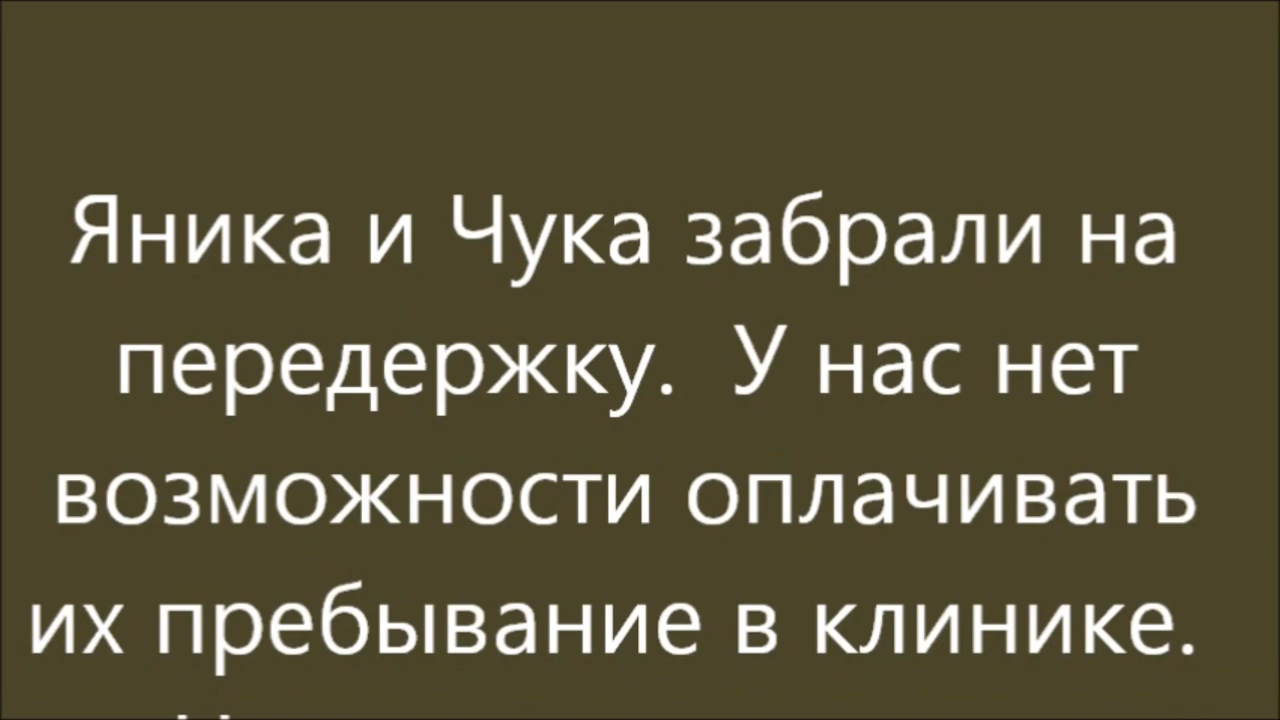 Яника и Чука забрали на
передержку.  У нас нет
возможности оплачивать
их пребывание в клинике.